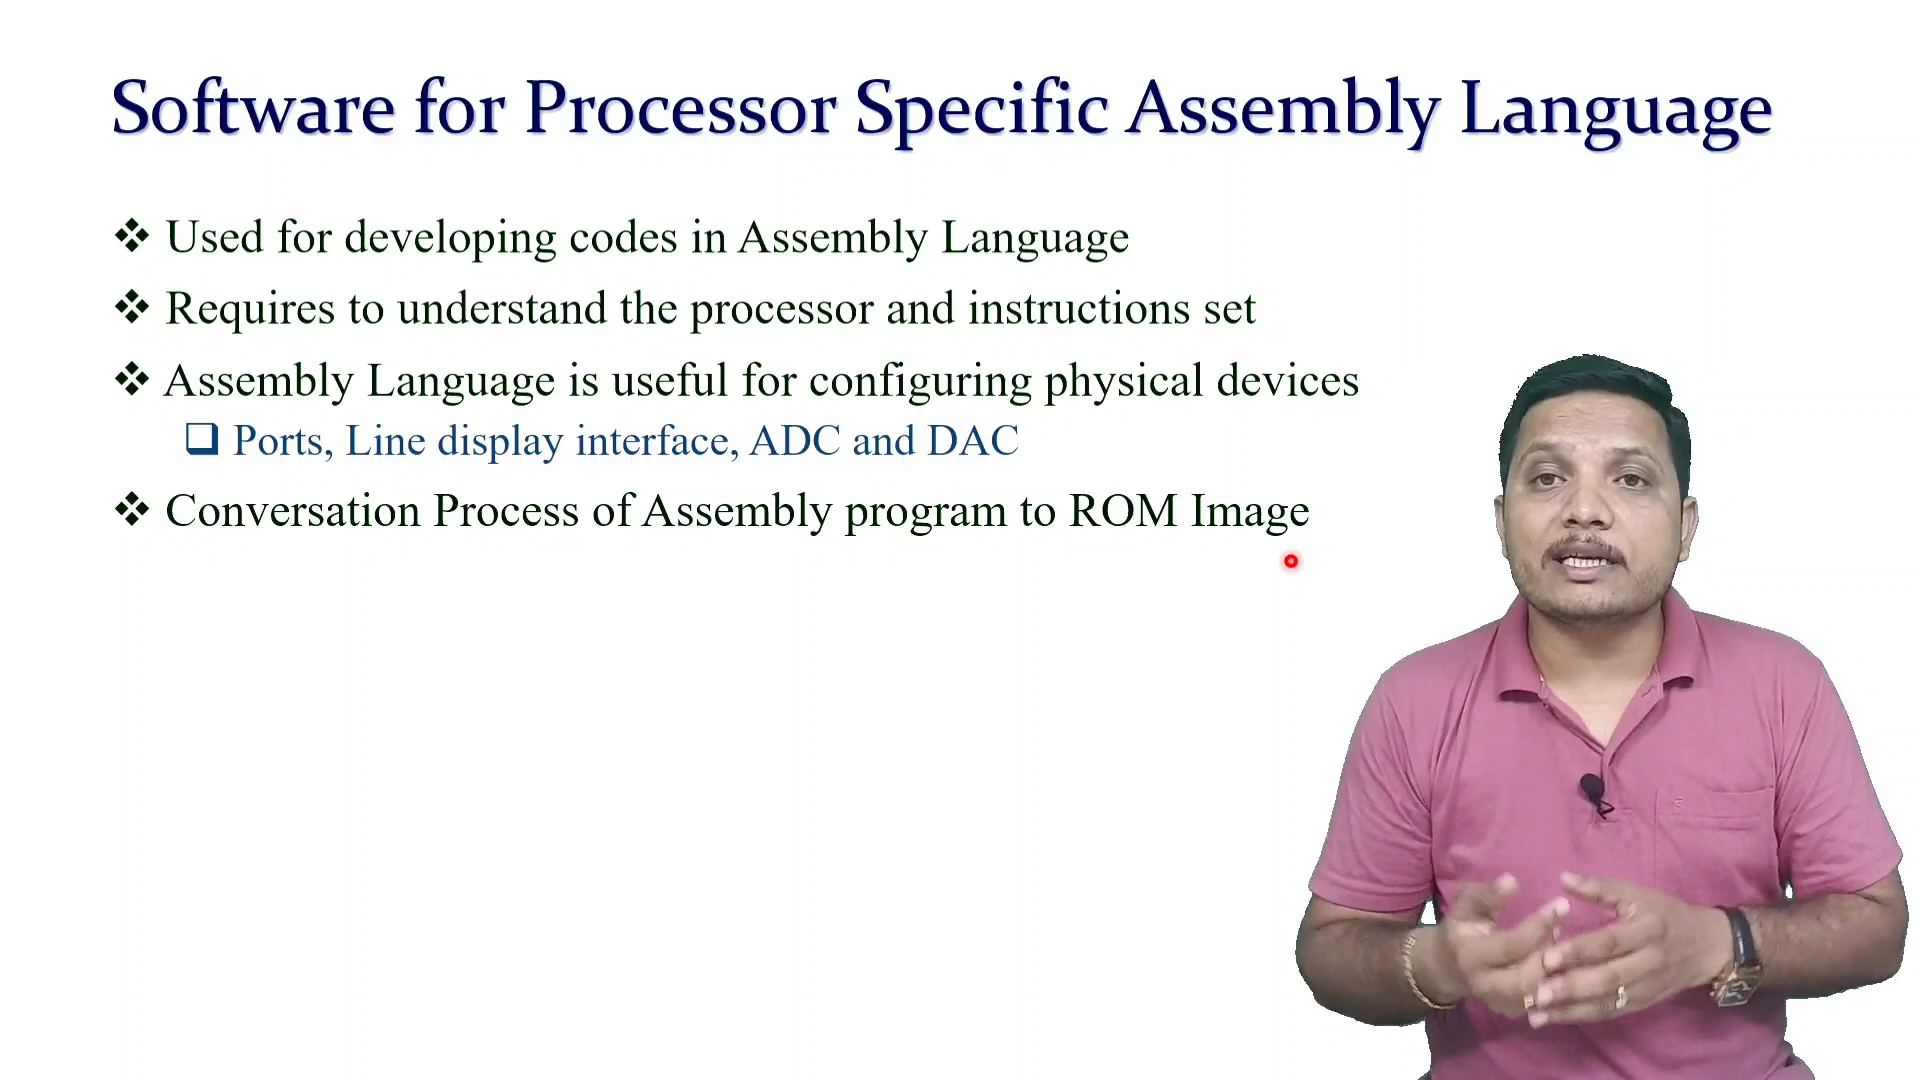 Software for Processor Specific Assembly Language
Used for developing codes in Assembly Language
Requires to understand the processor and instructions set
Assembly Language is useful for configuring physical devices
Ports, Line display interface, ADC and DAC
Conversation Process of Assembly program to ROM Image